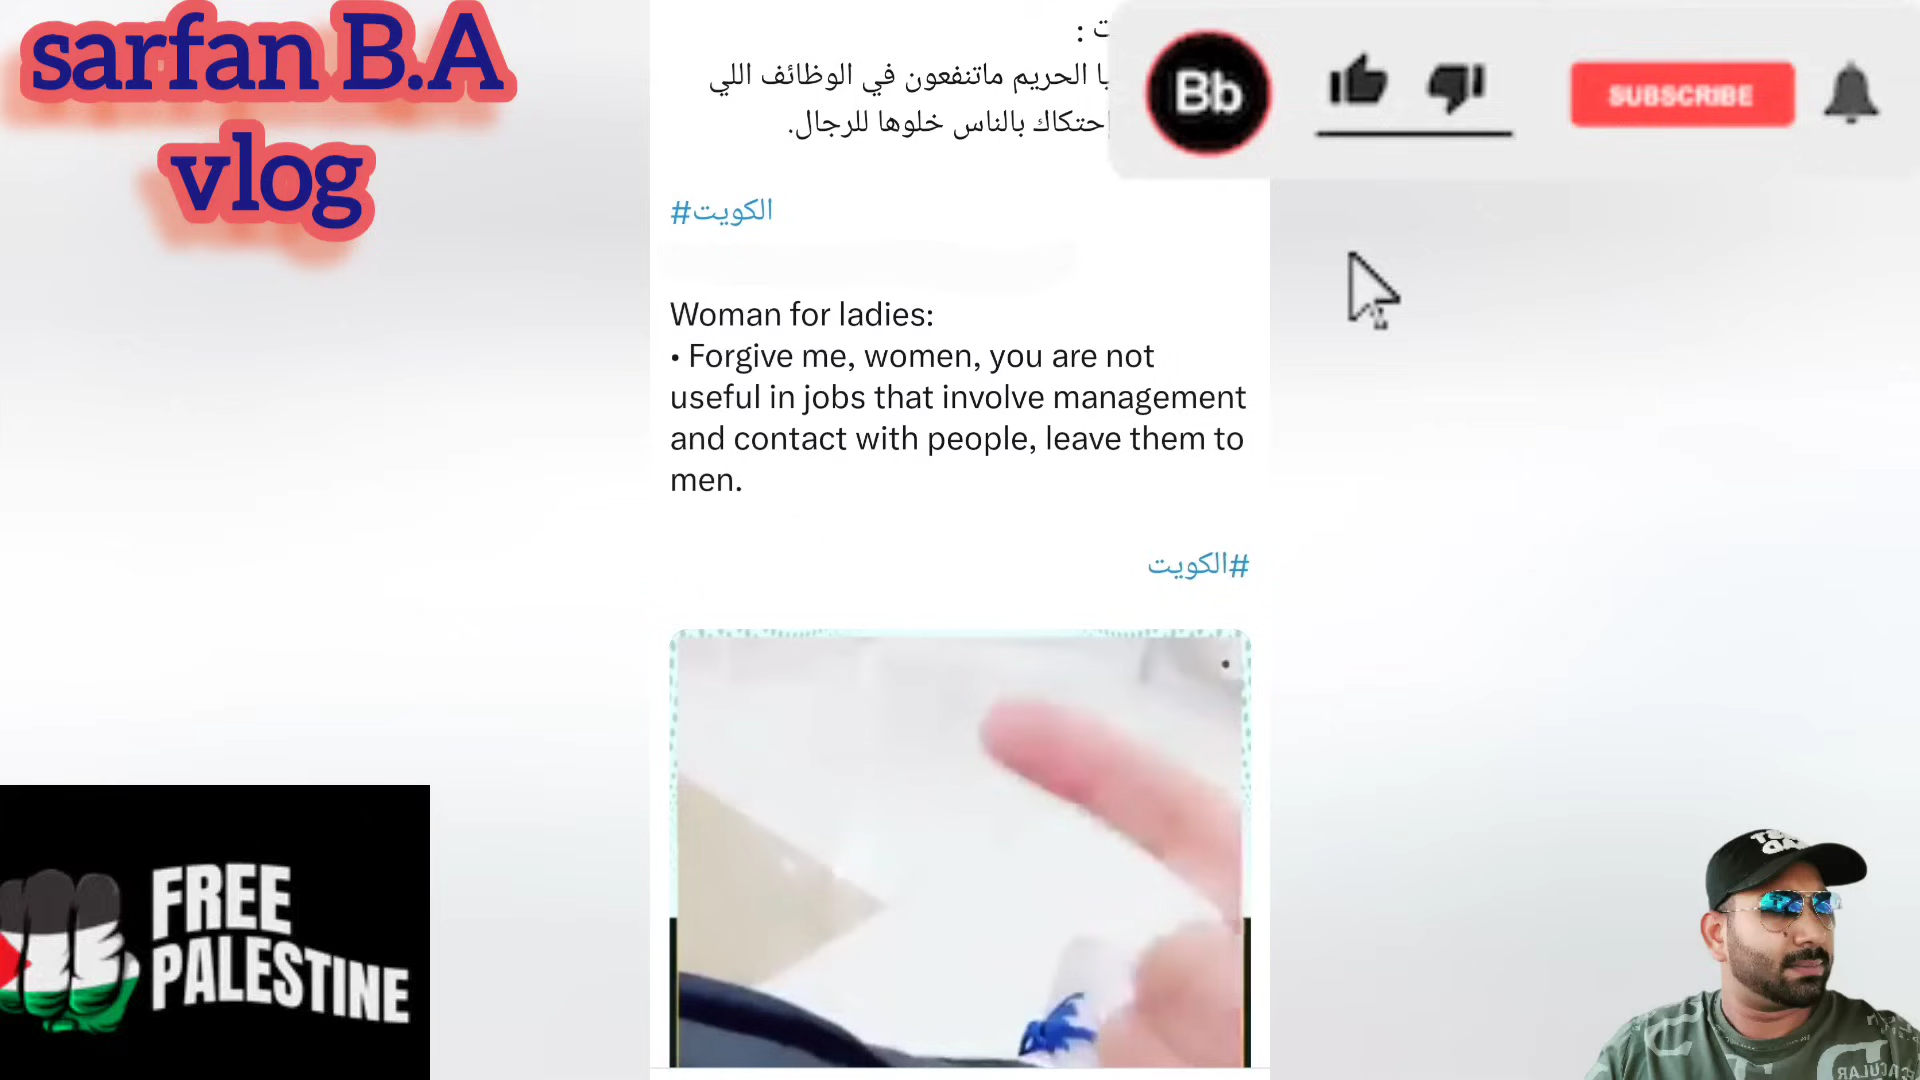 sarfan B.A
vlog
ت :
يا الحريم ماتنفعون في الوظائف اللي
إحتكاك بالناس خلوها للرجال.
#الكويت
Woman for ladies:
• Forgive me, women, you are not
useful in jobs that involve management
and contact with people, leave them to
men.
#الكويت
Bb
SUBSCRIBE
FREE
PALESTINE